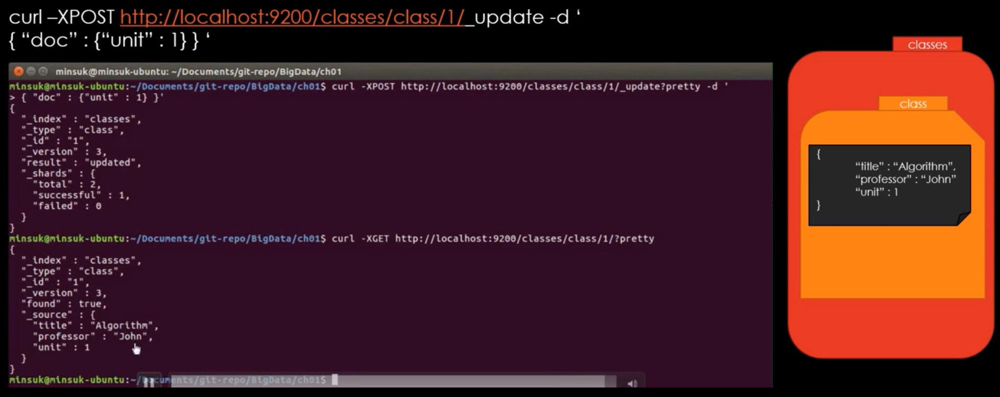 curl –XPOST http://localhost:9200/classes/class/1/_update -d ‘
{ “doc” : {“unit” : 1} } ‘
minsuk@minsuk-ubuntu: ~/Documents/git-repo/BigData/ch01
minsuk@minsuk-ubuntu:~/Documents/git-repo/BigData/ch01$ curl -XPOST http://localhost:9200/classes/class/1/_update?pretty -d '
> { "doc" : {"unit" : 1} }'
{
  "_index" : "classes",
  "_type" : "class",
  "_id" : "1",
  "_version" : 3,
  "result" : "updated",
  "_shards" : {
    "total" : 2,
    "successful" : 1,
    "failed" : 0
  }
}
minsuk@minsuk-ubuntu:~/Documents/git-repo/BigData/ch01$ curl -XGET http://localhost:9200/classes/class/1/?pretty
{
  "_index" : "classes",
  "_type" : "class",
  "_id" : "1",
  "_version" : 3,
  "found" : true,
  "_source" : {
    "title" : "Algorithm",
    "professor" : "John",
    "unit" : 1
  }
}
minsuk@minsuk-ubuntu:~/Documents/git-repo/BigData/ch01$
classes
class
{
“title” : “Algorithm”,
“professor” : “John”
“unit” : 1
}